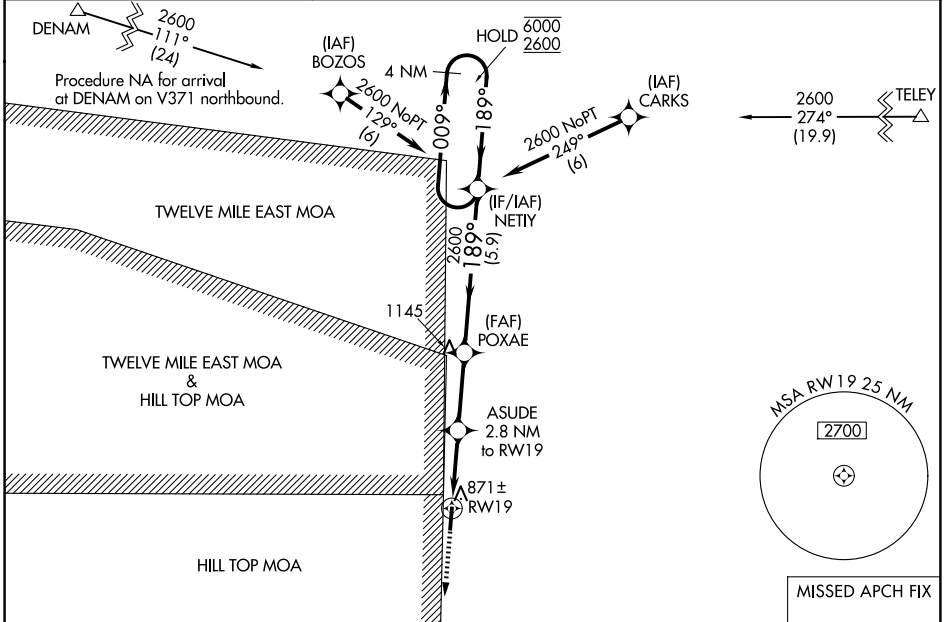 DENAM
2600
111°
(24)
Procedure NA for arrival
at DENAM on V371 northbound.
(IAF)
BOZOS
2600 NoPT
129°
(6)
HOLD
6000
2600
4 NM
009°
189°
(IAF)
CARKS
2600 NoPT
249°
(6)
2600
274°
(19.9)
TELEY
(IF/IAF)
NETIY
2600
189°
(5.9)
TWELVE MILE EAST MOA
1145
(FAF)
POXAE
TWELVE MILE EAST MOA
&
HILL TOP MOA
ASUDE
2.8 NM
to RW19
871±
RW19
HILL TOP MOA
MSA RW19 25 NM
2700
MISSED APCH FIX